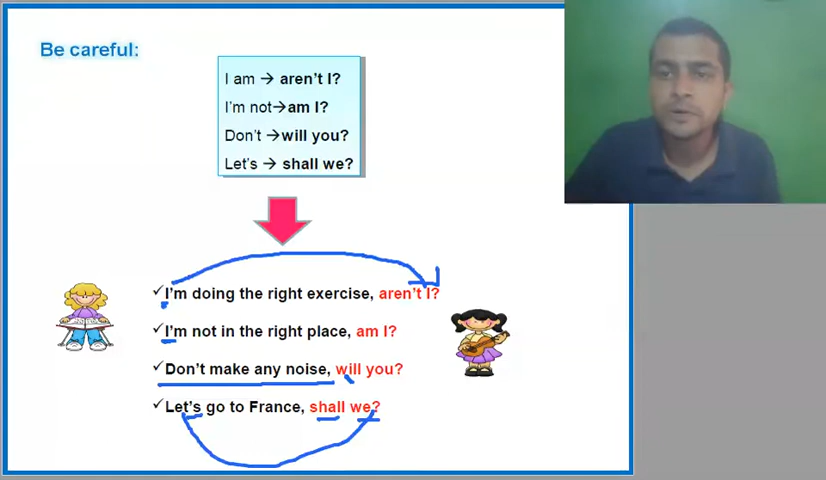 Be careful:
I am → aren't I?
I'm not→am I?
Don't →will you?
Let's → shall we?
✓I'm doing the right exercise, aren't I?
✓I'm not in the right place, am I?
✓Don't make any noise, will you?
✓Let's go to France, shall we?